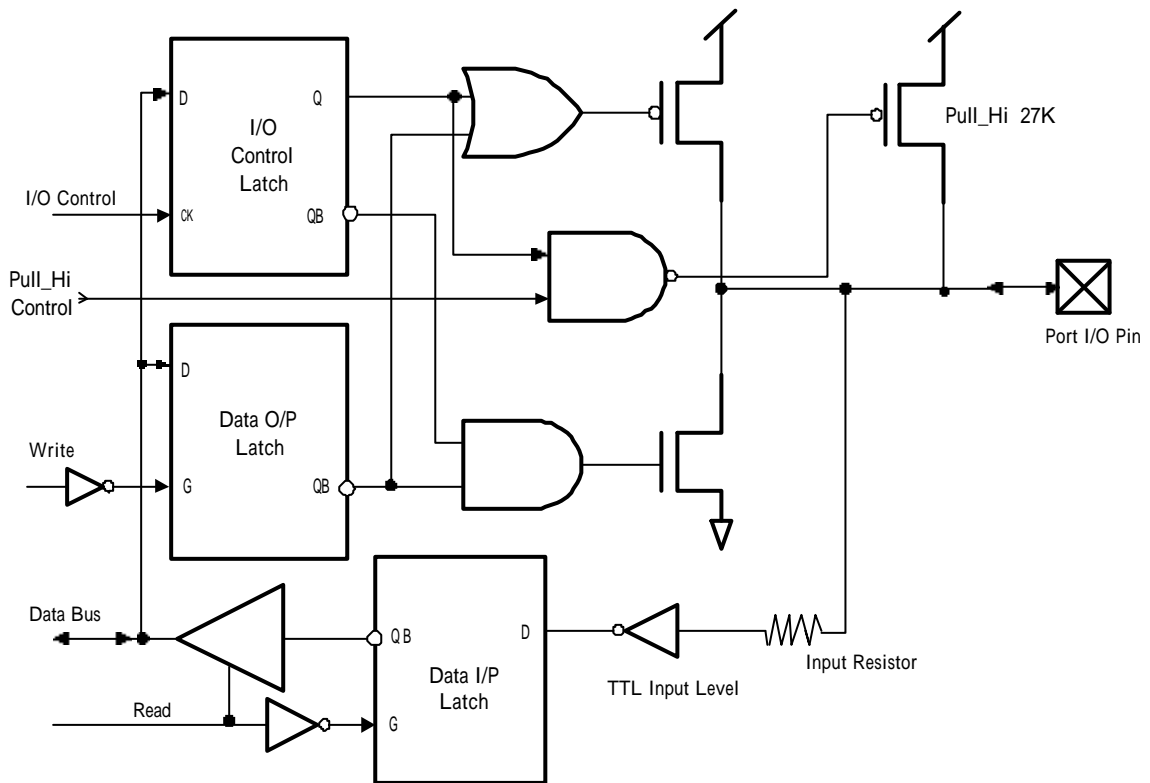 D
Q
I/O
Control
Latch
I/O Control
CK
QB
Pull_Hi 27K
Pull_Hi
Control
Port I/O Pin
D
Data O/P
Latch
Write
G
QB
Data Bus
QB
D
TTL Input Level
Input Resistor
Data I/P
Latch
Read
G